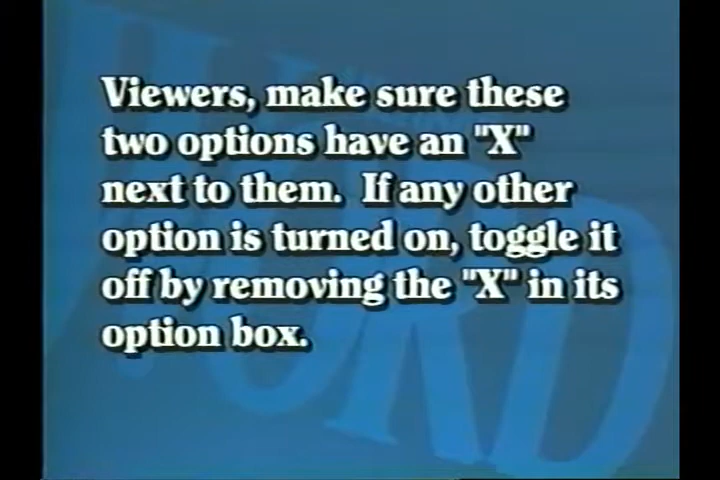 Viewers, make sure these
two options have an "X"
next to them. If any other
option is turned on, toggle it
off by removing the "X" in its
option box.
WORD